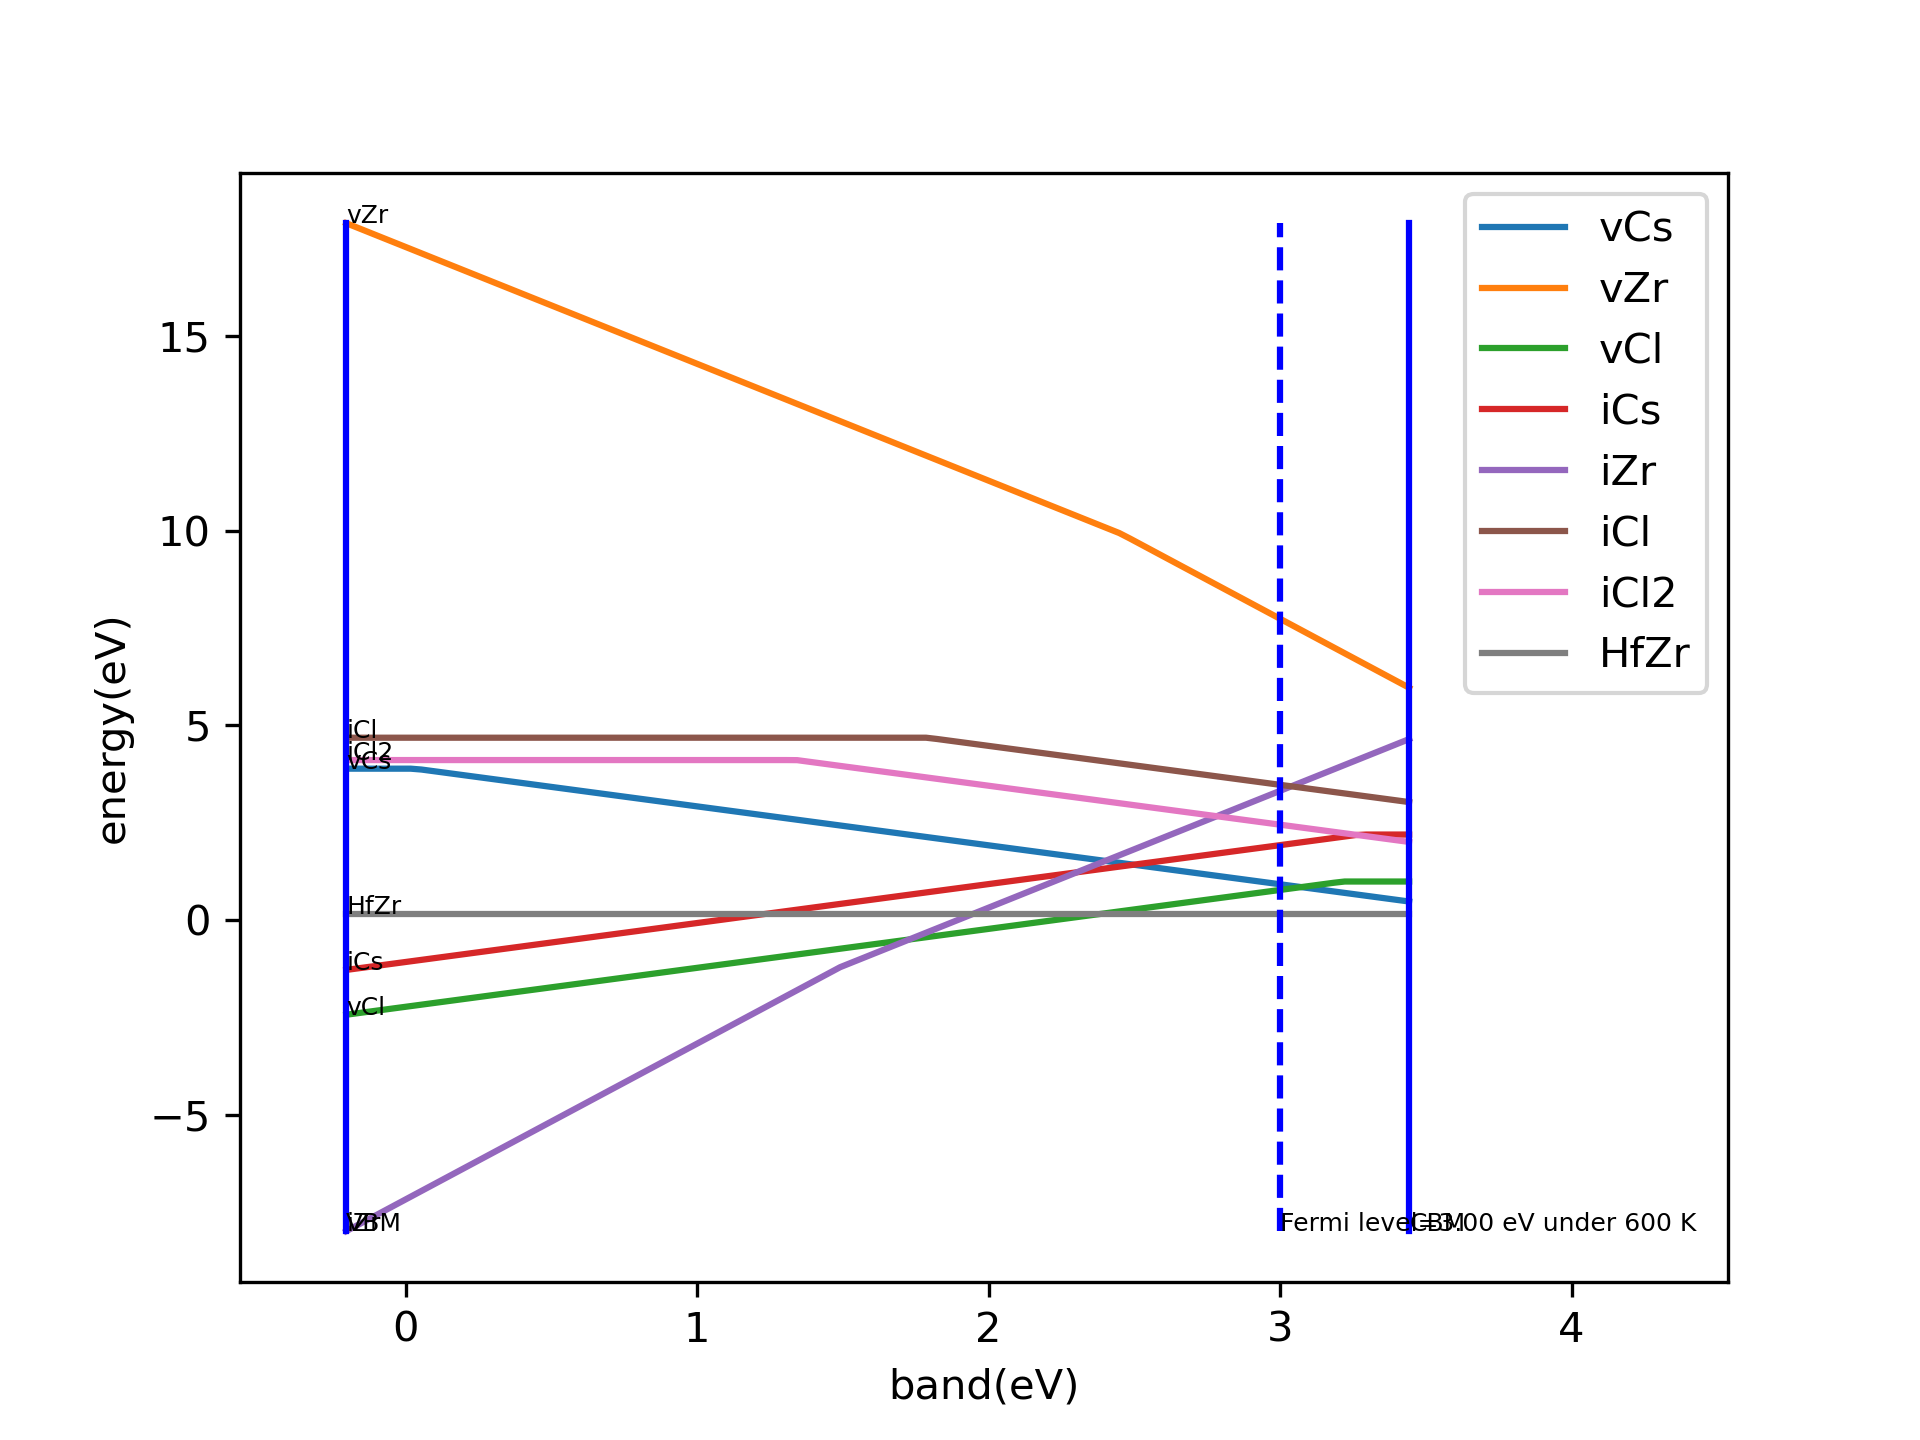 vZr
iCl
iCl2
vCs
HfZr
iCs
vCl
iZr
VBM
Fermi level=3.00 eV under 600 K
CBM
15
10
5
0
−5
0
1
2
3
4
energy(eV)
band(eV)
vCs
vZr
vCl
iCs
iZr
iCl
iCl2
HfZr